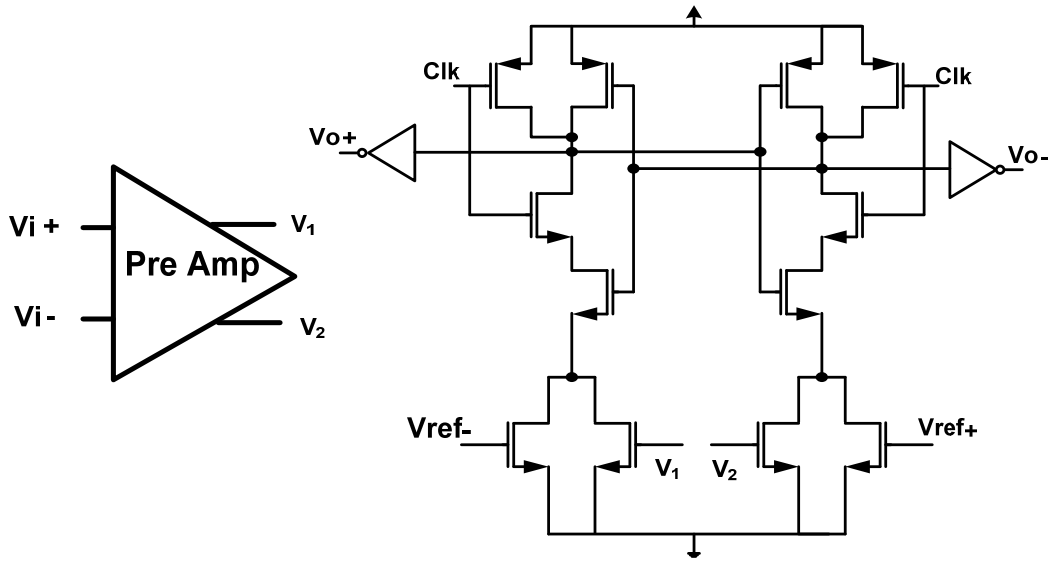 Clk
Clk
Vo+
Vo-
Vi +
V1
Pre Amp
Vi -
V2
Vref-
V1
V2
Vref+